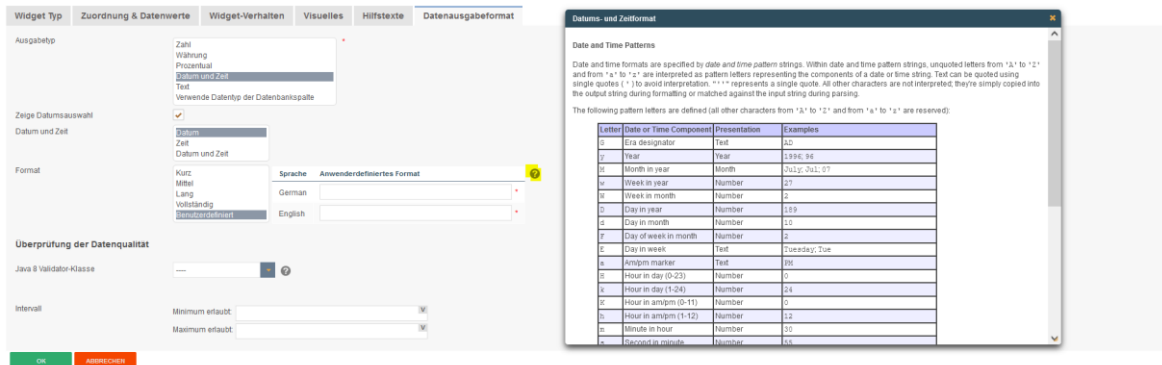 Widget Typ
Zuordnung & Datenwerte
Widget-Verhalten
Visuelles
Hilfstexte
Datenausgabeformat
Ausgabetyp
Zahl
Währung
Prozentual
Datum und Zeit
Text
Verwende Datentyp der Datenbankspalte
*
Zeige Datumsauswahl
Datum und Zeit
Datum
Zeit
Datum und Zeit
Format
Kurz
Mittel
Lang
Vollständig
Benutzerdefiniert
Sprache Anwenderdefiniertes Format
German *
English *
Überprüfung der Datenqualität
Java 8 Validator-Klasse
----
Intervall
Minimum erlaubt:
Maximum erlaubt:
OK
ABBRECHEN
Datums- und Zeitformat
Date and Time Patterns
Date and time formats are specified by date and time pattern strings. Within date and time pattern strings, unquoted letters from 'A' to 'Z'
and from 'a' to 'z' are interpreted as pattern letters representing the components of a date or time string. Text can be quoted using
single quotes (') to avoid interpretation. "''" represents a single quote. All other characters are not interpreted; they're simply copied into
the output string during formatting or matched against the input string during parsing.
The following pattern letters are defined (all other characters from 'A' to 'Z' and from 'a' to 'z' are reserved):
Letter Date or Time Component Presentation Examples
G Era designator Text AD
y Year Year 1996; 96
M Month in year Month July; Jul; 07
w Week in year Number 27
W Week in month Number 2
D Day in year Number 189
d Day in month Number 10
F Day of week in month Number 2
E Day in week Text Tuesday; Tue
a Am/pm marker Text PM
H Hour in day (0-23) Number 0
k Hour in day (1-24) Number 24
K Hour in am/pm (0-11) Number 0
h Hour in am/pm (1-12) Number 12
m Minute in hour Number 30
s Second in minute Number 55